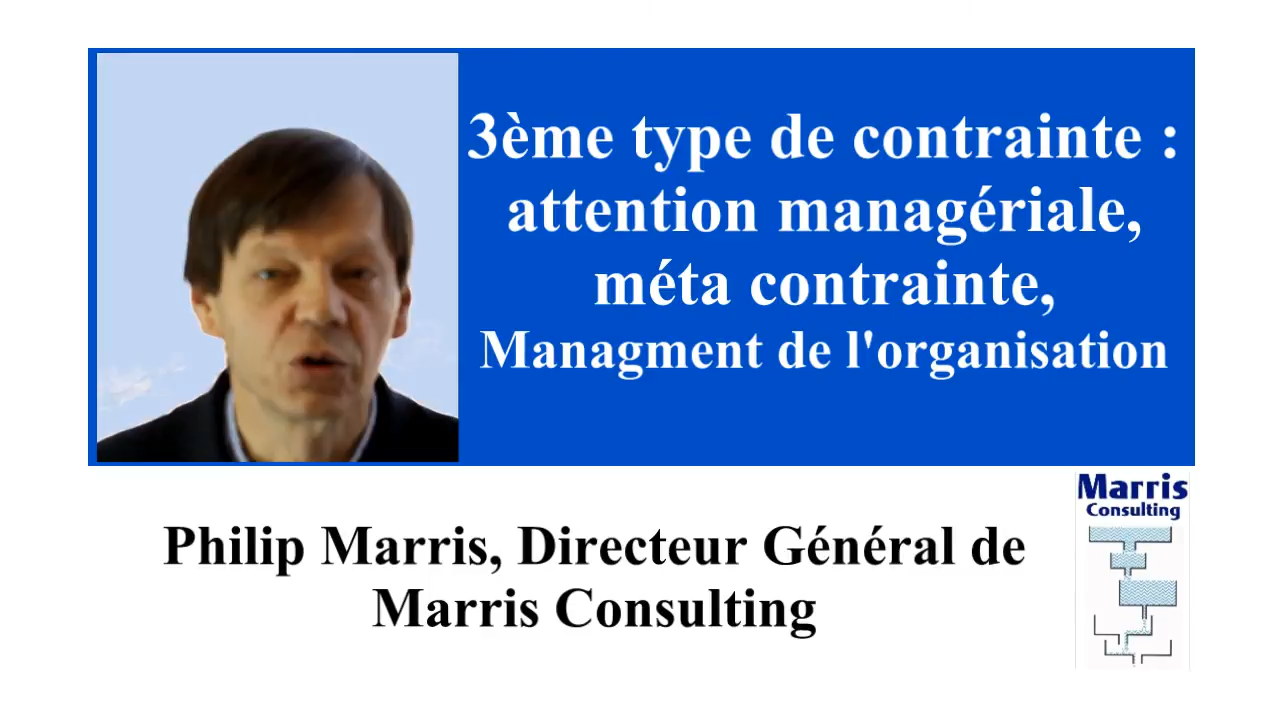 3ème type de contrainte :
attention managériale,
méta contrainte,
Managment de l'organisation
Marris
Consulting
Philip Marris, Directeur Général de
Marris Consulting